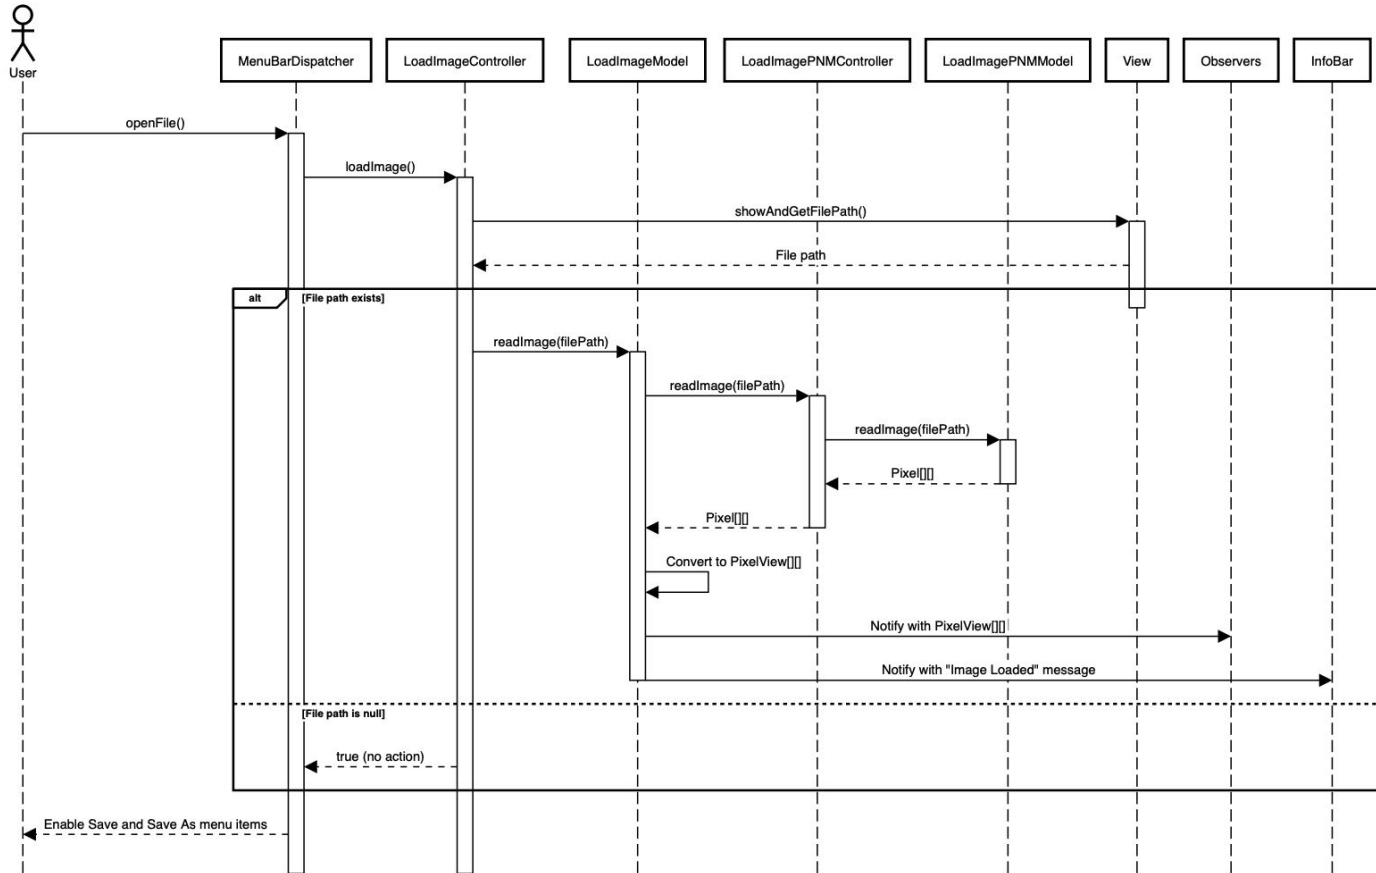 User
MenuBarDispatcher
LoadImageController
LoadImageModel
LoadImagePNMController
LoadImagePNMModel
View
Observers
InfoBar
openFile()
loadImage()
showAndGetFilePath()
File path
alt
[File path exists]
readImage(filePath)
readImage(filePath)
readImage(filePath)
Pixel[][]
Pixel[][]
Convert to PixelView[][]
Notify with PixelView[][]
Notify with "Image Loaded" message
[File path is null]
true (no action)
Enable Save and Save As menu items